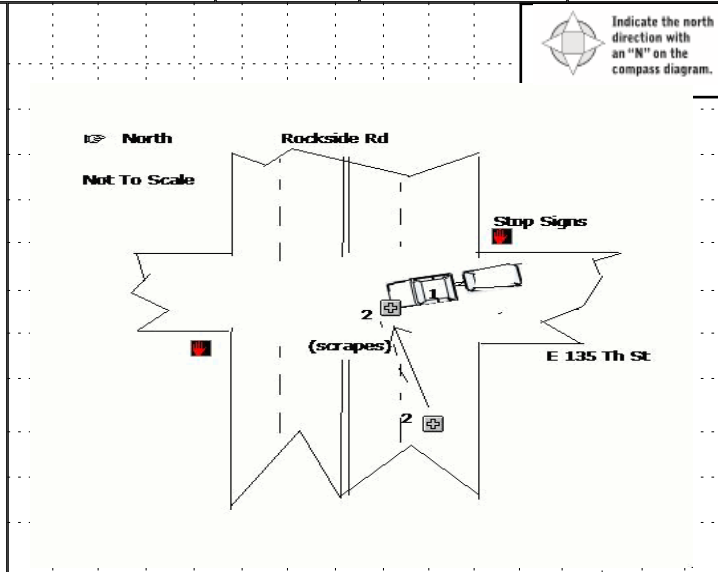 Indicate the north
direction with
an "N" on the
compass diagram.
North
Rockside Rd
Not To Scale
Stop Signs
1
2
(scrapes)
E 135 Th St
2